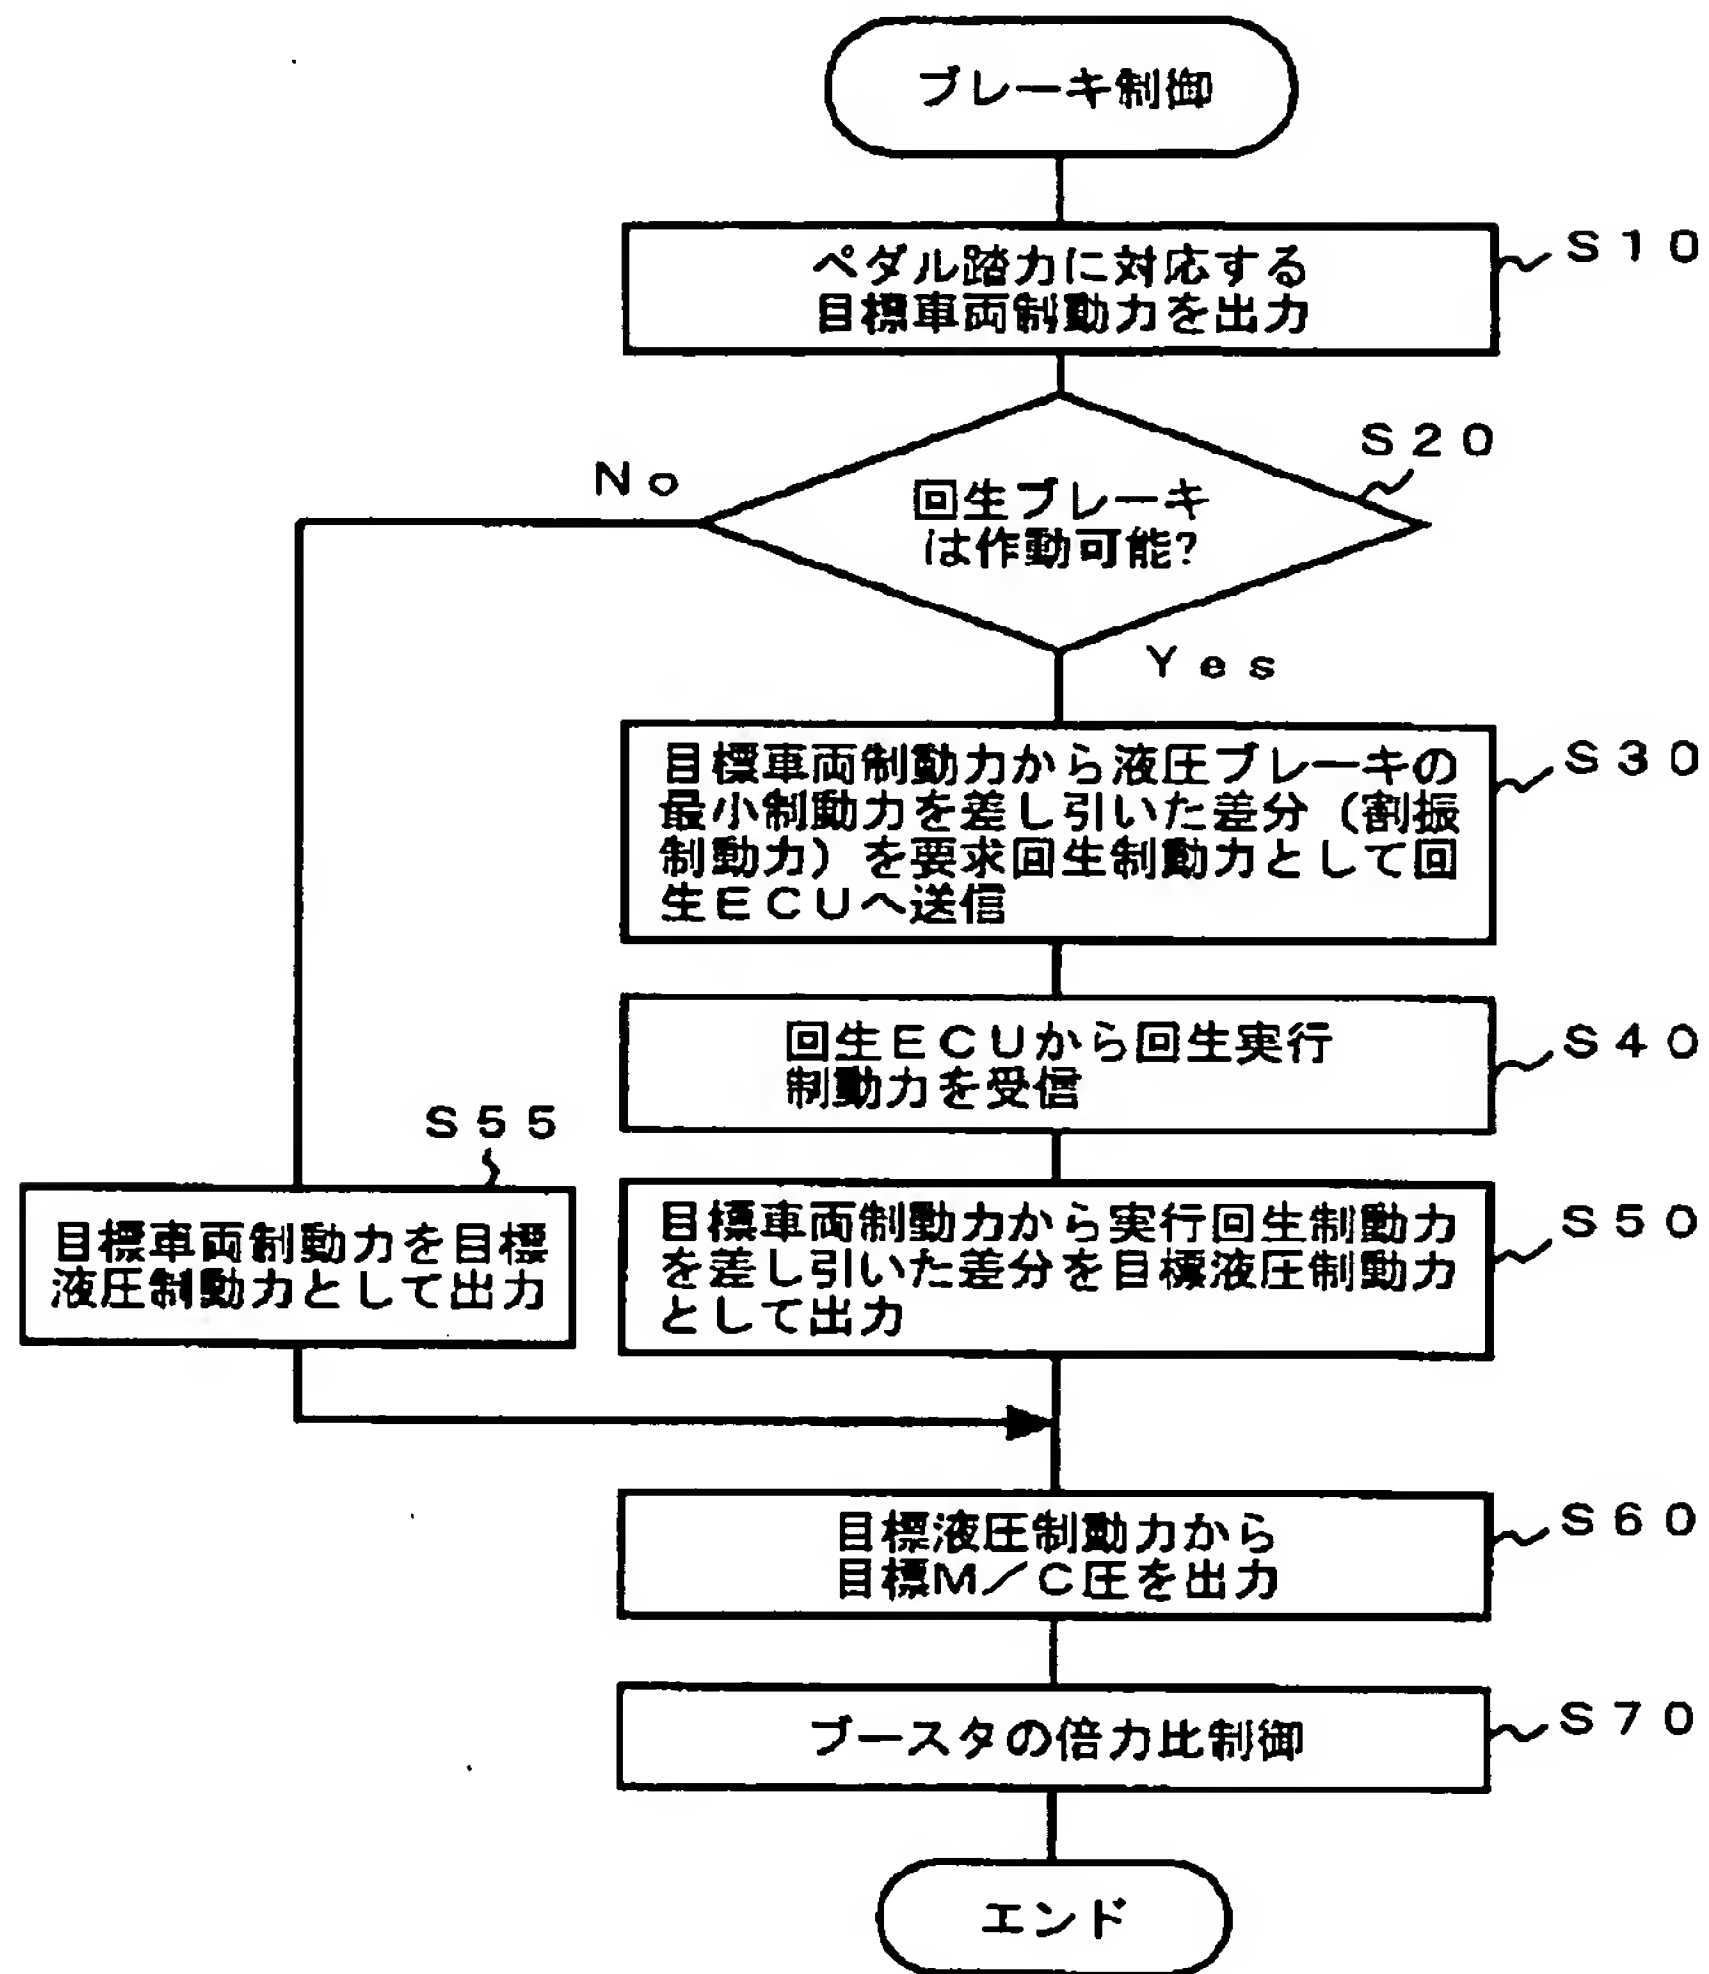 ブレーキ制御
ペダル踏力に対応する
目標車両制動力を出力
S10
回生ブレーキ
は作動可能?
S20
No
Yes
目標車両制動力から液圧ブレーキの
最小制動力を差し引いた差分（割振
制動力）を要求回生制動力として回
生ECUへ送信
S30
回生ECUから回生実行
制動力を受信
S40
S55
目標車両制動力を目標
液圧制動力として出力
目標車両制動力から実行回生制動力
を差し引いた差分を目標液圧制動力
として出力
S50
目標液圧制動力から
目標M／C圧を出力
S60
ブースタの倍力比制御
S70
エンド